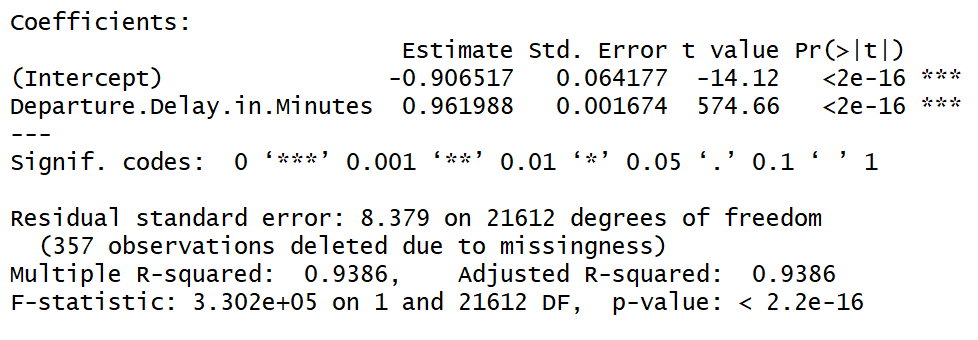 Coefficients:
                           Estimate Std. Error t value Pr(>|t|)
(Intercept)               -0.906517   0.064177  -14.12   <2e-16 ***
Departure.Delay.in.Minutes  0.961988   0.001674  574.66   <2e-16 ***
---
Signif. codes:  0 ‘***’ 0.001 ‘**’ 0.01 ‘*’ 0.05 ‘.’ 0.1 ‘ ’ 1
Residual standard error: 8.379 on 21612 degrees of freedom
  (357 observations deleted due to missingness)
Multiple R-squared:  0.9386,    Adjusted R-squared:  0.9386
F-statistic: 3.302e+05 on 1 and 21612 DF,  p-value: < 2.2e-16